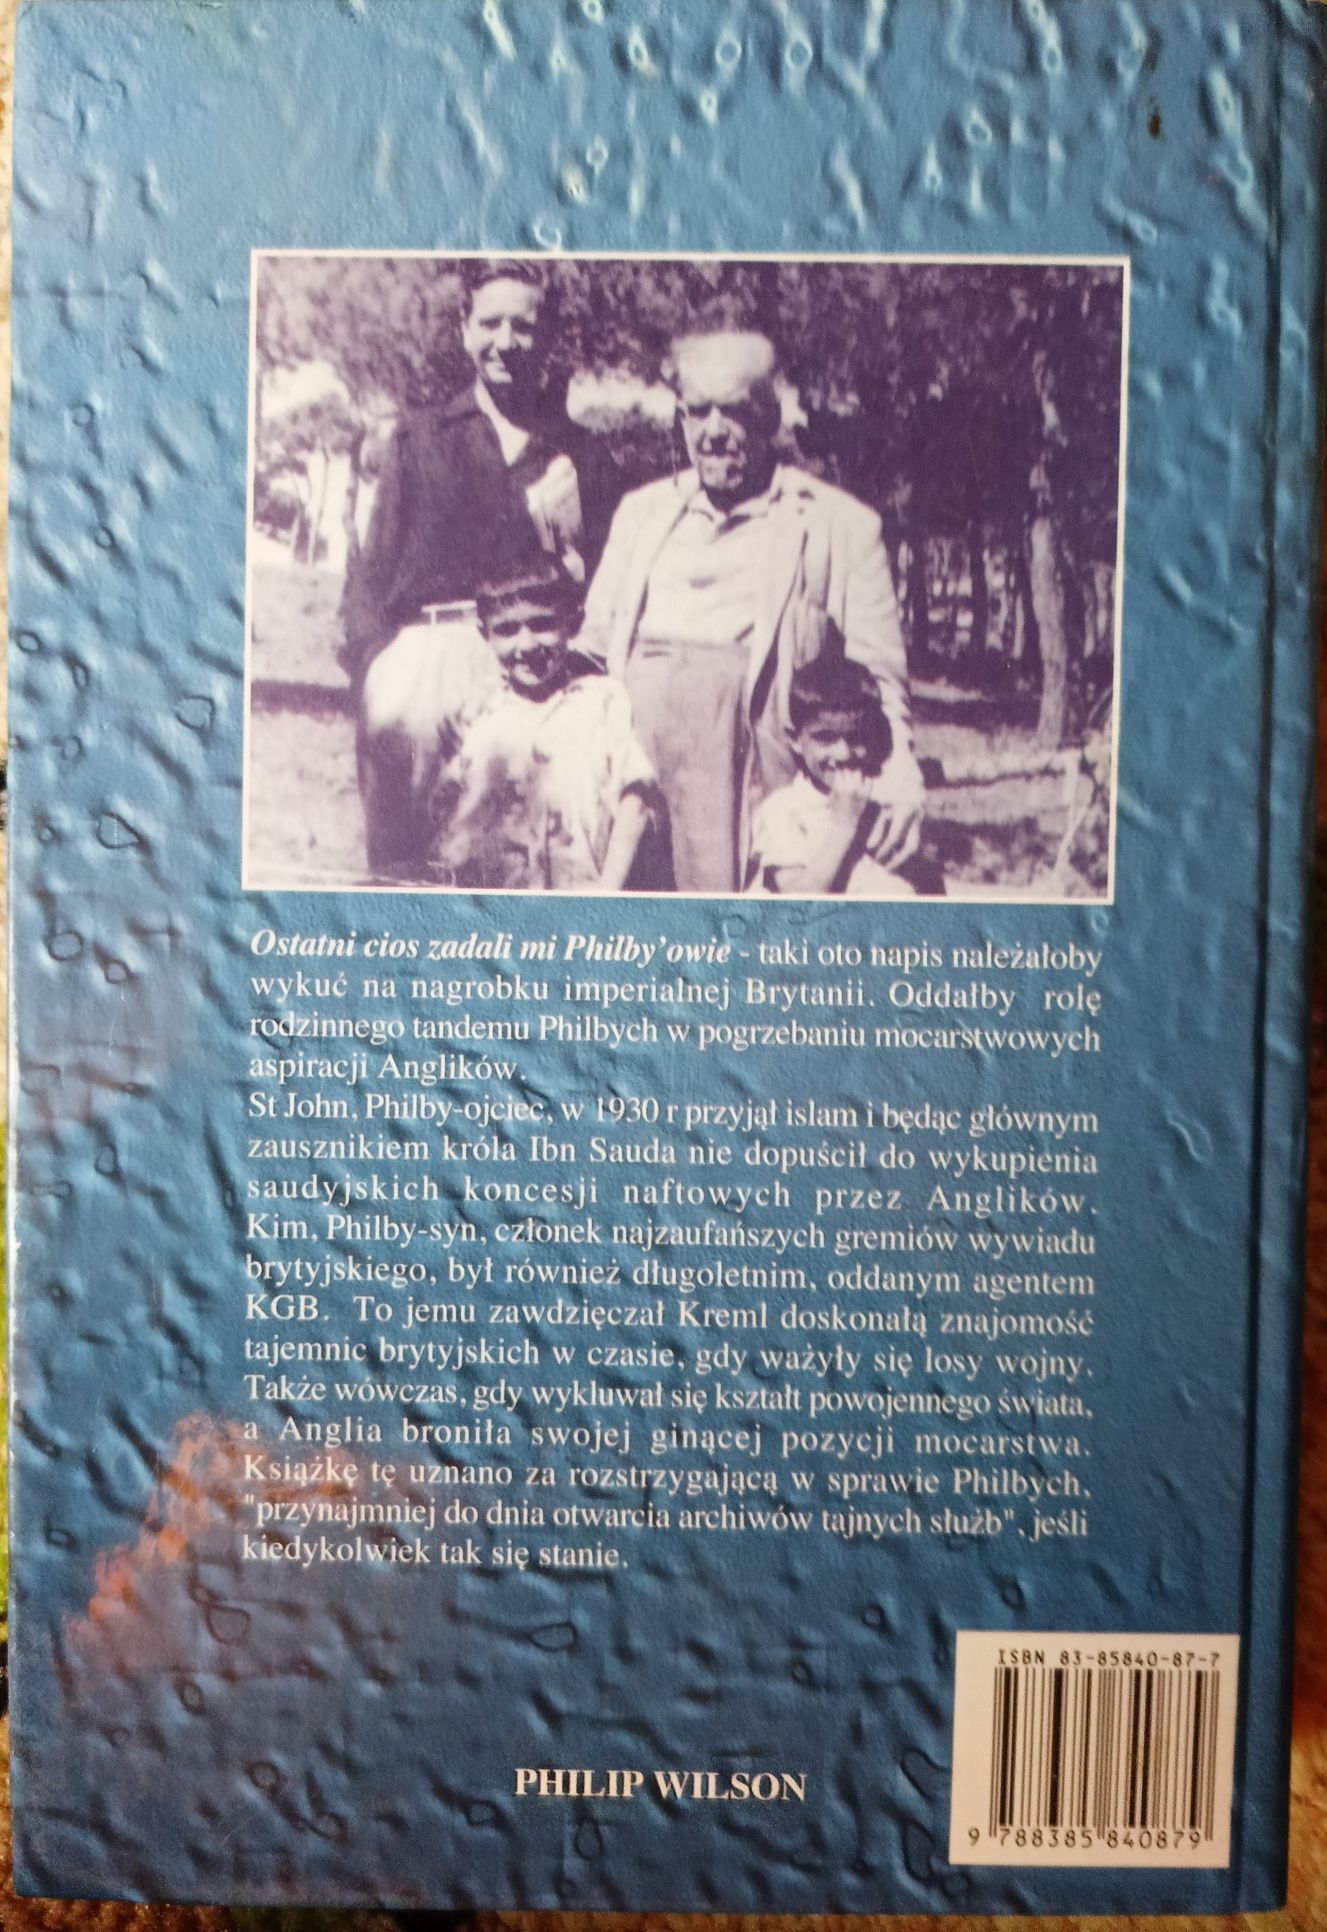 Ostatni cios zadali mi Philby'owie - taki oto napis należałoby
wykuć na nagrobku imperialnej Brytanii. Oddałby rolę
rodzinnego tandemu Philbych w pogrzebaniu mocarstwowych
aspiracji Anglików.
St John, Philby-ojciec, w 1930 r przyjął islam i będąc głównym
zausznikiem króla Ibn Sauda nie dopuścił do wykupienia
saudyjskich koncesji naftowych przez Anglików.
Kim, Philby-syn, członek najzaufańszych gremiów wywiadu
brytyjskiego, był również długoletnim, oddanym agentem
KGB. To jemu zawdzięczał Kreml doskonałą znajomość
tajemnic brytyjskich w czasie, gdy ważyły się losy wojny.
Także wówczas, gdy wykluwał się kształt powojennego świata,
a Anglia broniła swojej ginącej pozycji mocarstwa.
Książkę tę uznano za rozstrzygającą w sprawie Philbych,
"przynajmniej do dnia otwarcia archiwów tajnych służb", jeśli
kiedykolwiek tak się stanie.
ISBN 83-85840-87-7
9 788385 840879
PHILIP WILSON